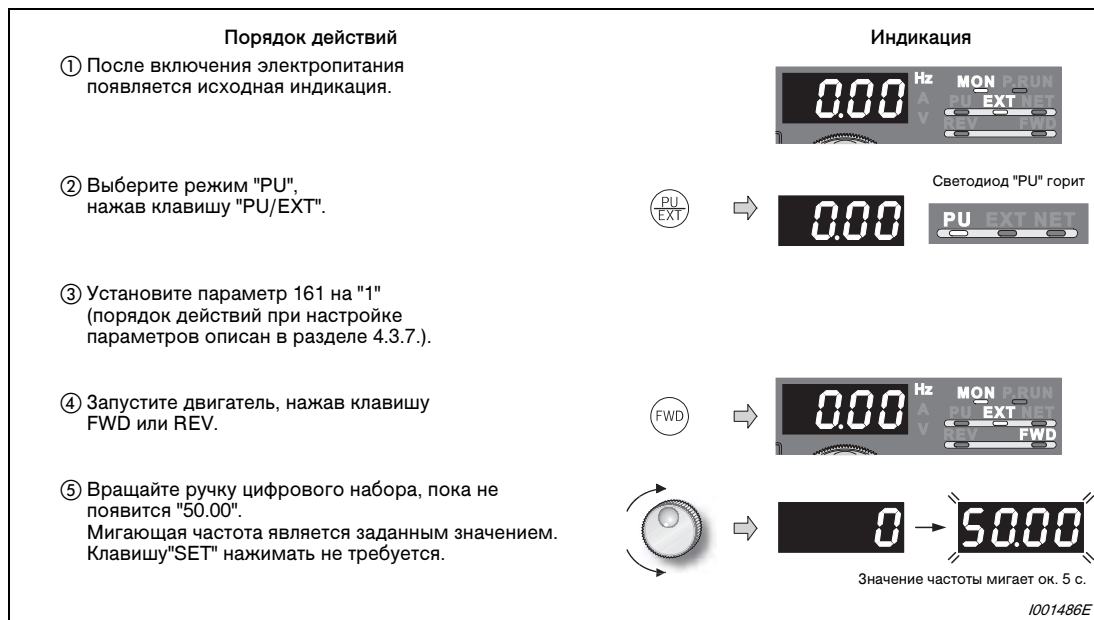 Порядок действий
Индикация
① После включения электропитания
появляется исходная индикация.
0.00 Hz A V MON P.RUN
PU EXT NET
REV FWD
② Выберите режим "PU",
нажав клавишу "PU/EXT".
PU
EXT
0.00
Светодиод "PU" горит
PU EXT NET
③ Установите параметр 161 на "1"
(порядок действий при настройке
параметров описан в разделе 4.3.7.).
④ Запустите двигатель, нажав клавишу
FWD или REV.
FWD
0.00 Hz A V MON P.RUN
PU EXT NET
REV FWD
⑤ Вращайте ручку цифрового набора, пока не
появится "50.00".
Мигающая частота является заданным значением.
Клавишу"SET" нажимать не требуется.
0 50.00
Значение частоты мигает ок. 5 с.
I001486E